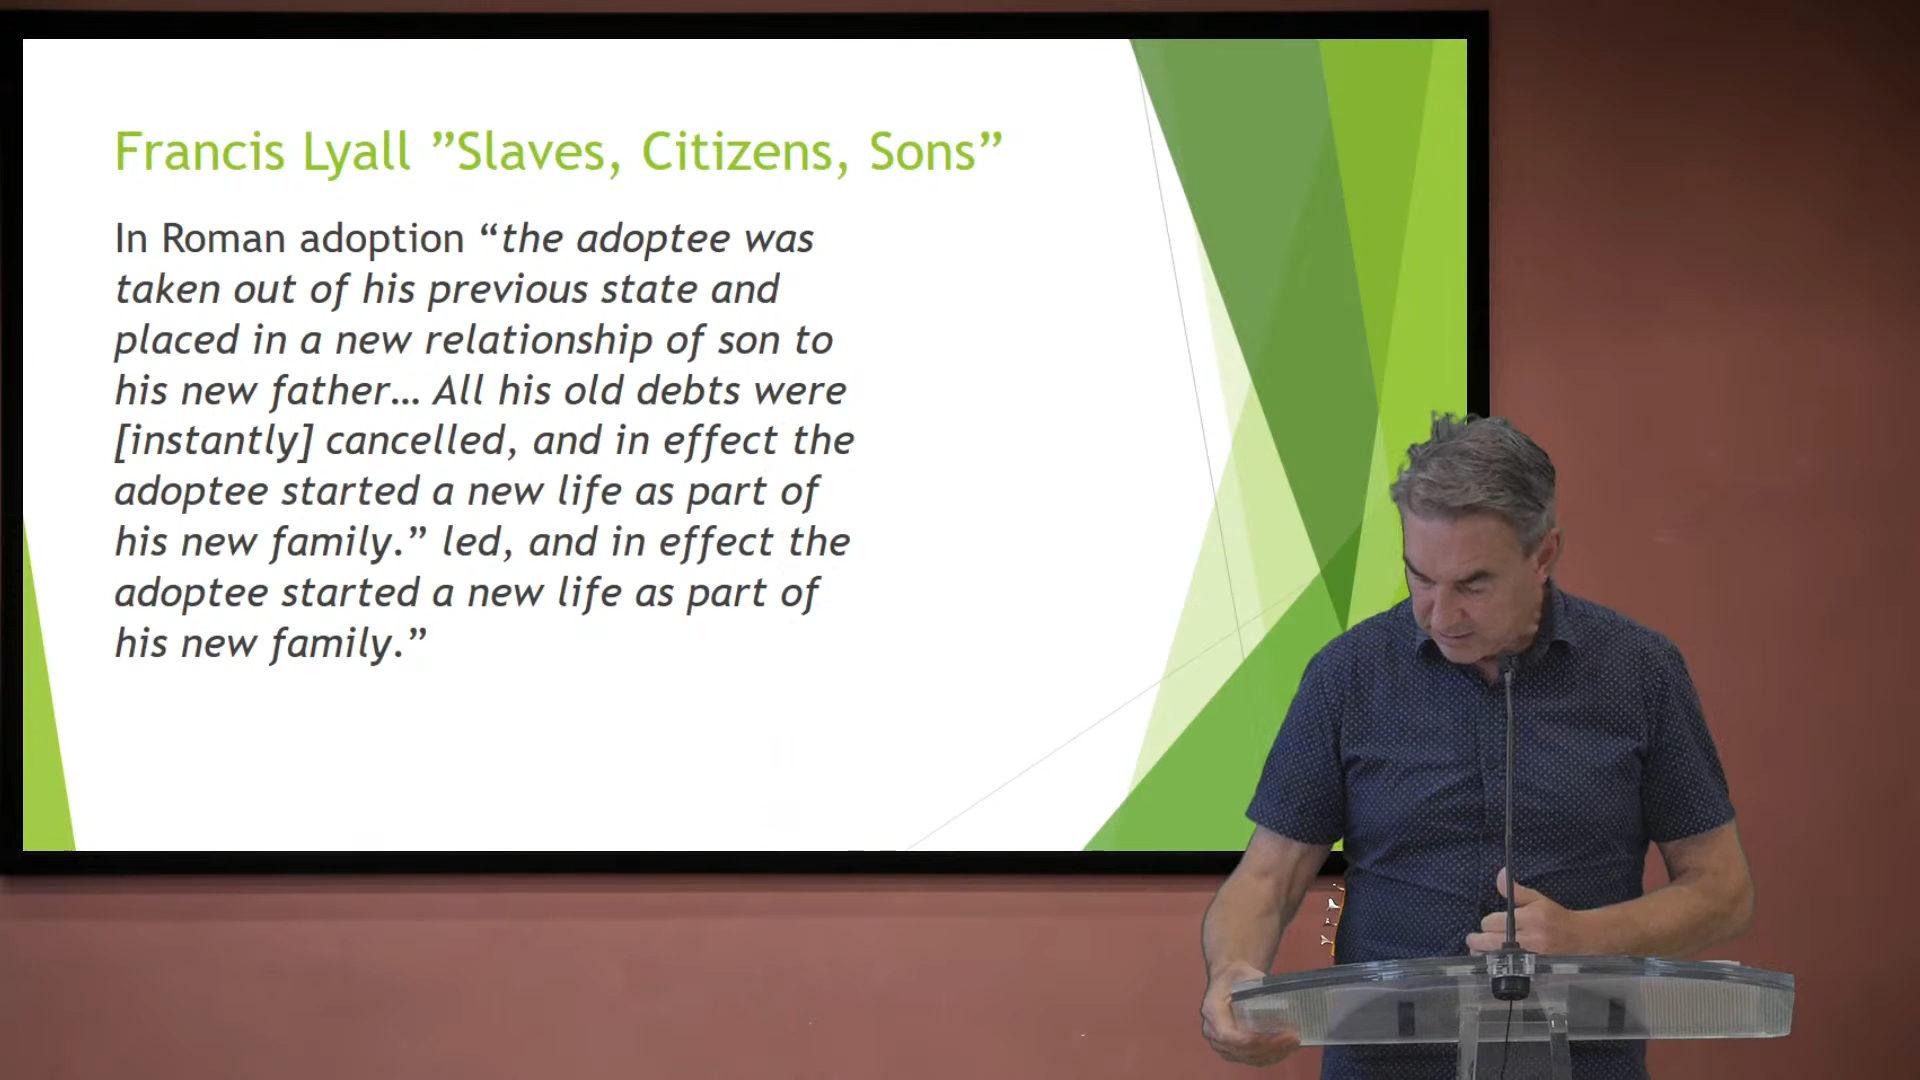 Francis Lyall ”Slaves, Citizens, Sons”
In Roman adoption “the adoptee was
taken out of his previous state and
placed in a new relationship of son to
his new father… All his old debts were
[instantly] cancelled, and in effect the
adoptee started a new life as part of
his new family.” led, and in effect the
adoptee started a new life as part of
his new family.”